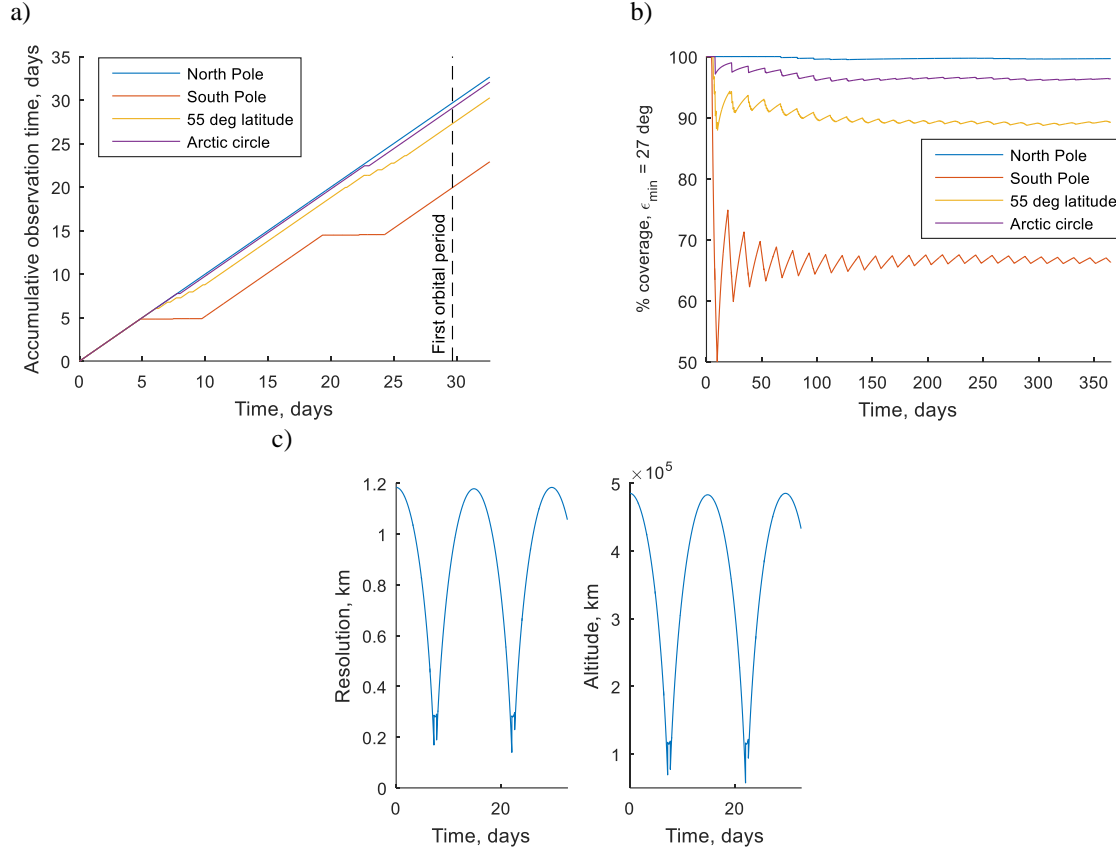 a)
Accumulative observation time, days
35
30
25
20
15
10
5
0
North Pole
South Pole
55 deg latitude
Arctic circle
First orbital period
0 5 10 15 20 25 30
Time, days
b)
% coverage, ϵmin = 27 deg
100
90
80
70
60
50
North Pole
South Pole
55 deg latitude
Arctic circle
0 50 100 150 200 250 300 350
Time, days
c)
Resolution, km
1.2
1
0.8
0.6
0.4
0.2
0
0 20
Time, days
×10^5
Altitude, km
5
4
3
2
1
0 20
Time, days